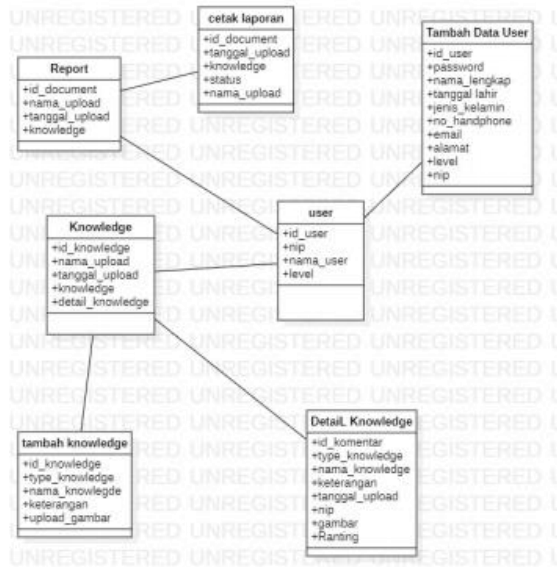 cetak laporan
+id_document
+tanggal_upload
+knowledge
+status
+nama_upload
Tambah Data User
+id_user
+password
+nama_lengkap
+tanggal lahir
+jenis_kelamin
+no_handphone
+email
+alamat
+level
+nip
Report
+id_document
+nama_upload
+tanggal_upload
+knowledge
user
+id_user
+nip
+nama_user
+level
Knowledge
+id_knowledge
+nama_upload
+tanggal_upload
+knowledge
+detail_knowledge
tambah knowledge
+id_knowledge
+type_knowledge
+nama_knowlegde
+keterangan
+upload_gambar
DetaiL Knowledge
+id_komentar
+type_knowledge
+nama_knowledge
+keterangan
+tanggal_upload
+nip
+gambar
+Ranting
UNREGISTERED